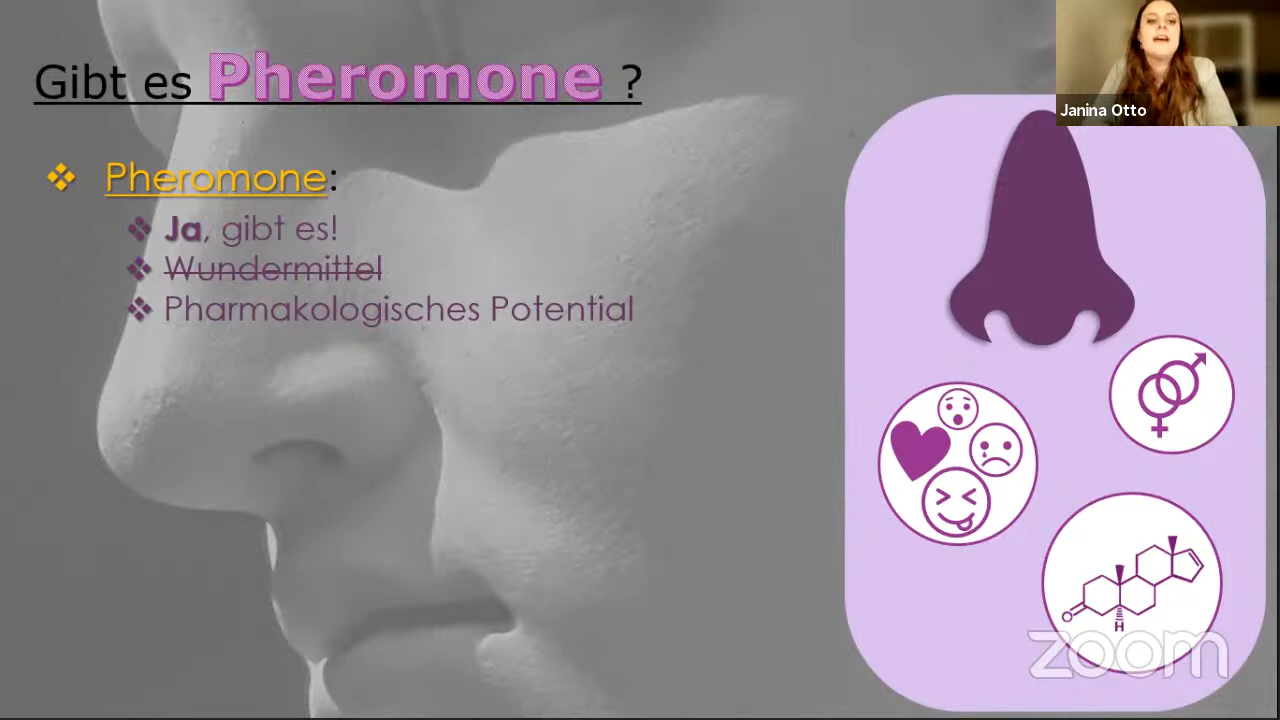 Gibt es Pheromone ?
Janina Otto
Pheromone:
Ja, gibt es!
Wundermittel
Pharmakologisches Potential
O
H
zoom